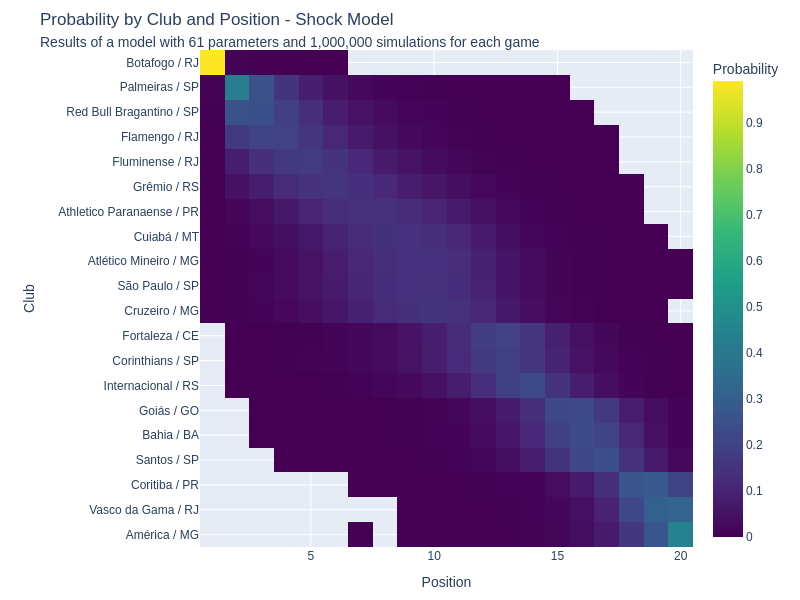 Probability by Club and Position - Shock Model
Results of a model with 61 parameters and 1,000,000 simulations for each game
Probability
Club
Botafogo / RJ
Palmeiras / SP
Red Bull Bragantino / SP
Flamengo / RJ
Fluminense / RJ
Grêmio / RS
Athletico Paranaense / PR
Cuiabá / MT
Atlético Mineiro / MG
São Paulo / SP
Cruzeiro / MG
Fortaleza / CE
Corinthians / SP
Internacional / RS
Goiás / GO
Bahia / BA
Santos / SP
Coritiba / PR
Vasco da Gama / RJ
América / MG
0.9
0.8
0.7
0.6
0.5
0.4
0.3
0.2
0.1
0
5 10 15 20
Position